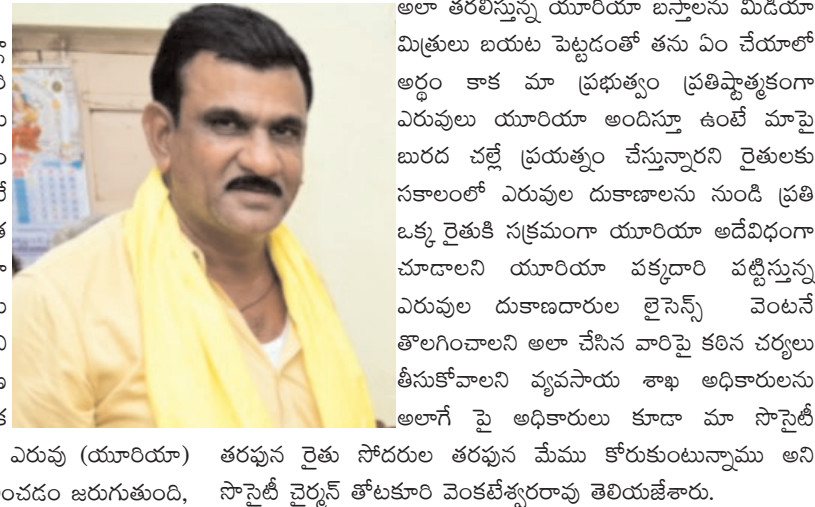 అలా తరలిస్తున్న యూరియా బస్తాలను మీడియా
మిత్రులు బయట పెట్టడంతో తను ఏం చేయాలో
అర్థం కాక మా ప్రభుత్వం ప్రతిష్టాత్మకంగా
ఎరువులు యూరియా అందిస్తూ ఉంటే మాపై
బురద చల్లే ప్రయత్నం చేస్తున్నారని రైతులకు
సకాలంలో ఎరువుల దుకాణాలను నుండి ప్రతి
ఒక్క రైతుకి సక్రమంగా యూరియా అదేవిధంగా
చూడాలని యూరియా పక్కదారి పట్టిస్తున్న
ఎరువుల దుకాణదారుల లైసెన్స్ వెంటనే
తొలగించాలని అలా చేసిన వారిపై కఠిన చర్యలు
తీసుకోవాలని వ్యవసాయ శాఖ అధికారులను
అలాగే పై అధికారులు కూడా మా సొసైటీ
తరఫున రైతు సోదరుల తరఫున మేము కోరుకుంటున్నాము అని
సొసైటీ చైర్మన్ తోటకూరి వెంకటేశ్వరరావు తెలియజేశారు.
ఎరువు (యూరియా)
జరుగుతుంది,